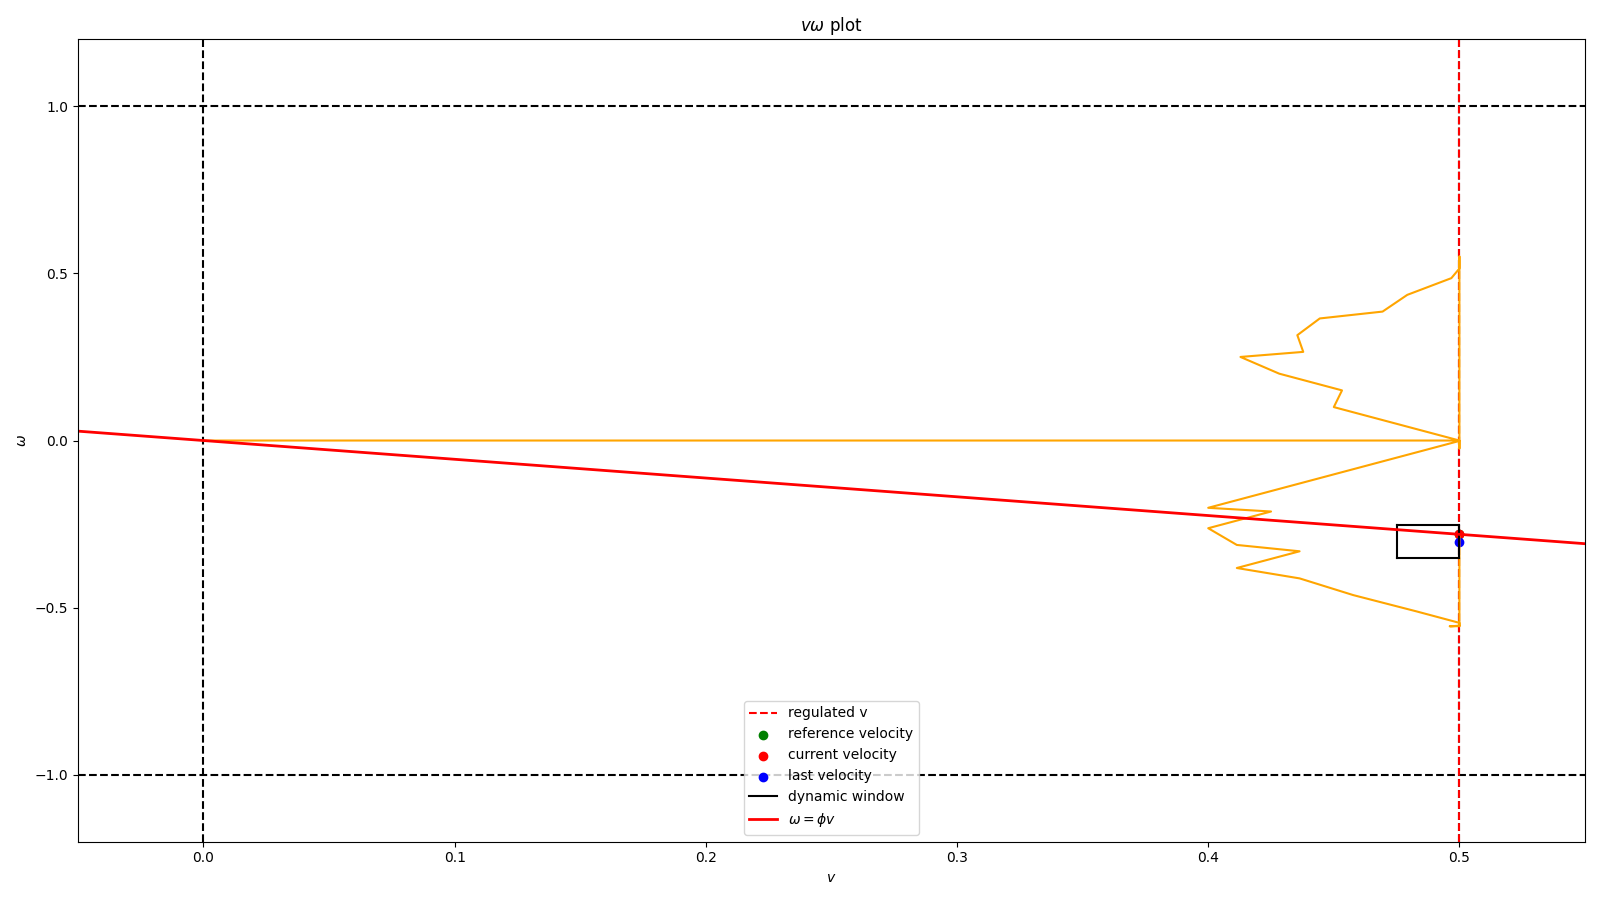 vω plot
1.0
0.5
0.0
−0.5
−1.0
ω
0.0 0.1 0.2 0.3 0.4 0.5
v
regulated v
reference velocity
current velocity
last velocity
dynamic window
ω = ϕv